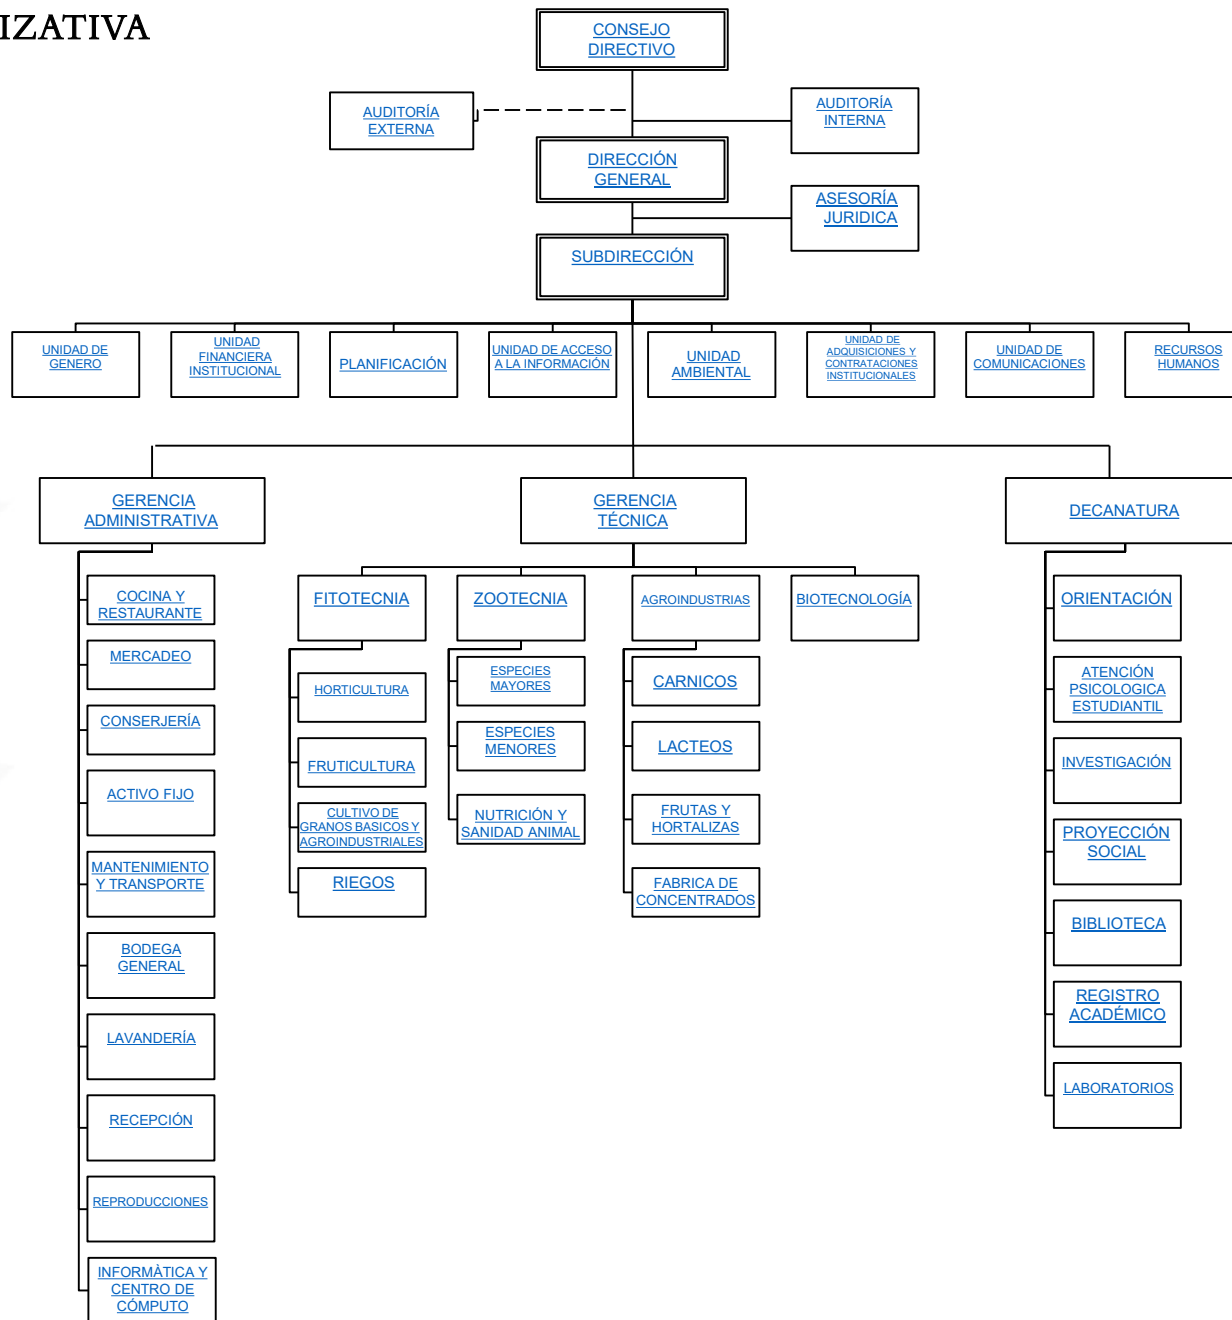 IZATIVA
CONSEJO
DIRECTIVO
AUDITORÍA
EXTERNA
AUDITORÍA
INTERNA
DIRECCIÓN
GENERAL
ASESORÍA
JURIDICA
SUBDIRECCIÓN
UNIDAD DE
GENERO
UNIDAD
FINANCIERA
INSTITUCIONAL
PLANIFICACIÓN
UNIDAD DE ACCESO
A LA INFORMACIÓN
UNIDAD
AMBIENTAL
UNIDAD DE
ADQUISICIONES Y
CONTRATACIONES
INSTITUCIONALES
UNIDAD DE
COMUNICACIONES
RECURSOS
HUMANOS
GERENCIA
ADMINISTRATIVA
GERENCIA
TÉCNICA
DECANATURA
COCINA Y
RESTAURANTE
MERCADEO
CONSERJERÍA
ACTIVO FIJO
MANTENIMIENTO
Y TRANSPORTE
BODEGA
GENERAL
LAVANDERÍA
RECEPCIÓN
REPRODUCCIONES
INFORMÀTICA Y
CENTRO DE
CÓMPUTO
FITOTECNIA
HORTICULTURA
FRUTICULTURA
CULTIVO DE
GRANOS BASICOS Y
AGROINDUSTRIALES
RIEGOS
ZOOTECNIA
ESPECIES
MAYORES
ESPECIES
MENORES
NUTRICIÓN Y
SANIDAD ANIMAL
AGROINDUSTRIAS
CARNICOS
LACTEOS
FRUTAS Y
HORTALIZAS
FABRICA DE
CONCENTRADOS
BIOTECNOLOGÍA
ORIENTACIÓN
ATENCIÓN
PSICOLOGICA
ESTUDIANTIL
INVESTIGACIÓN
PROYECCIÓN
SOCIAL
BIBLIOTECA
REGISTRO
ACADÉMICO
LABORATORIOS